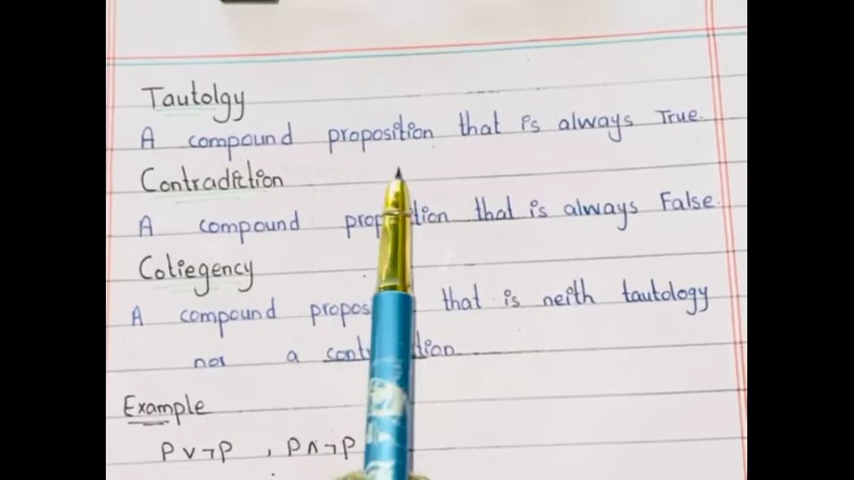 Tautolgy
A compound proposition that is always True.
Contradiction
A compound that is always False.
Cotiegency
A compound that is neith tautology
nor a
Example
P∨¬P , P∧¬P